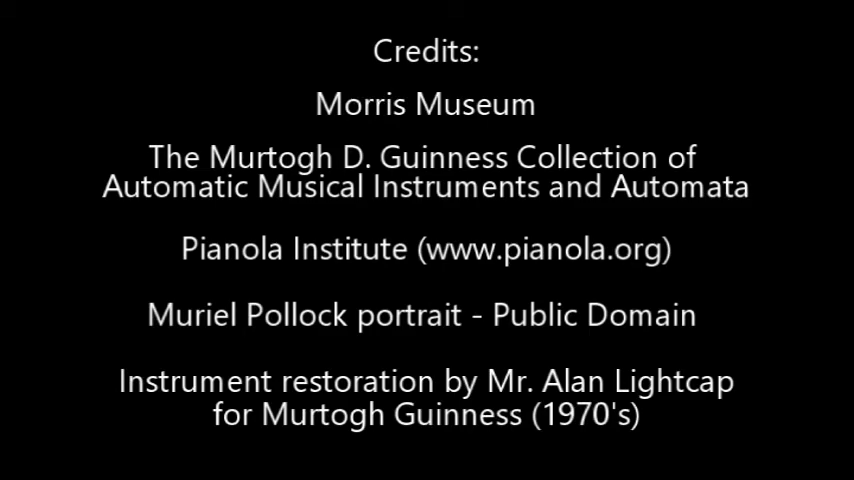 Credits:
Morris Museum
The Murtogh D. Guinness Collection of
Automatic Musical Instruments and Automata
Pianola Institute (www.pianola.org)
Muriel Pollock portrait - Public Domain
Instrument restoration by Mr. Alan Lightcap
for Murtogh Guinness (1970's)